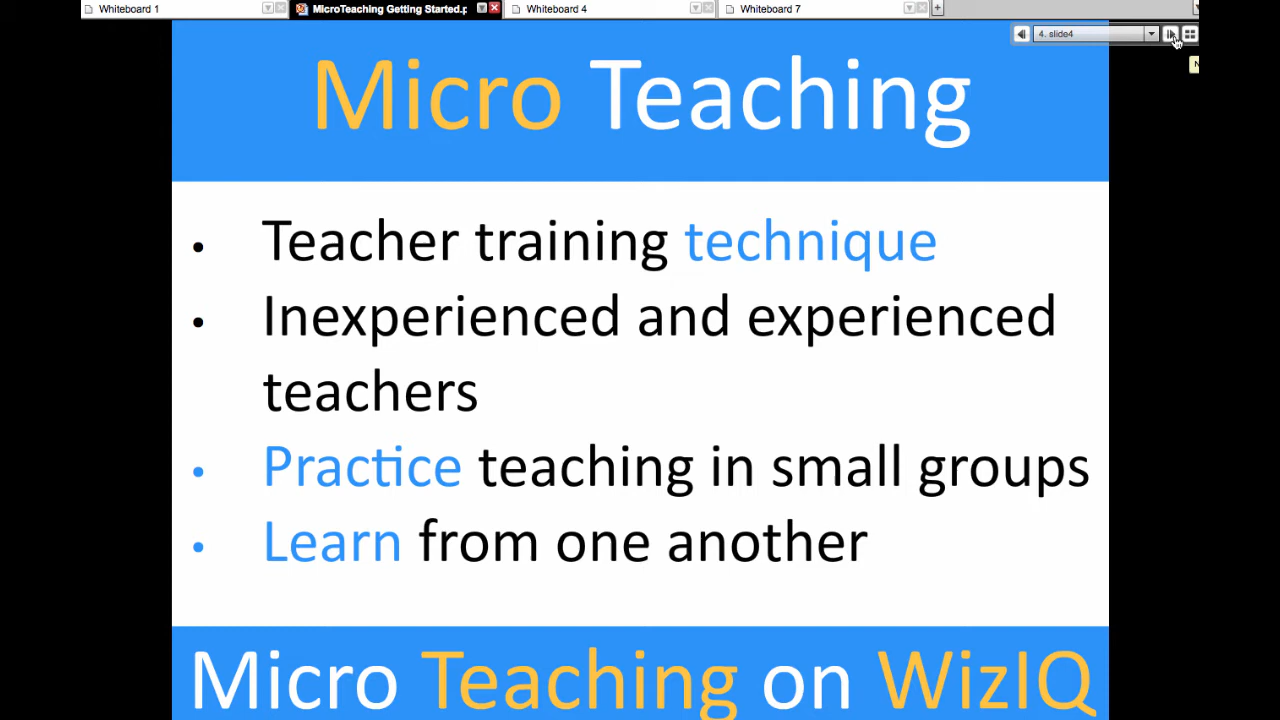 Whiteboard 1
MicroTeaching Getting Started.p
Whiteboard 4
Whiteboard 7
4. slide4
N
Micro Teaching
• Teacher training technique
• Inexperienced and experienced
teachers
• Practice teaching in small groups
• Learn from one another
Micro Teaching on WizIQ